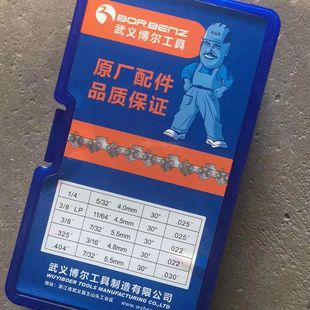 BORBENZ
武义博尔工具
原厂配件
品质保证
1/4" 5/32" 4.0mm 30° .025"
3/8" LP 11/64" 4.5mm 30° .025"
3/8" 7/32" 5.5mm 30°
.325" 3/16" 4.8mm 30° .022"
.404" 7/32" 5.5mm 30° .030"
武义博尔工具制造有限公司
WUYIBOER TOOLS MANUFACTURING CO.,LTD